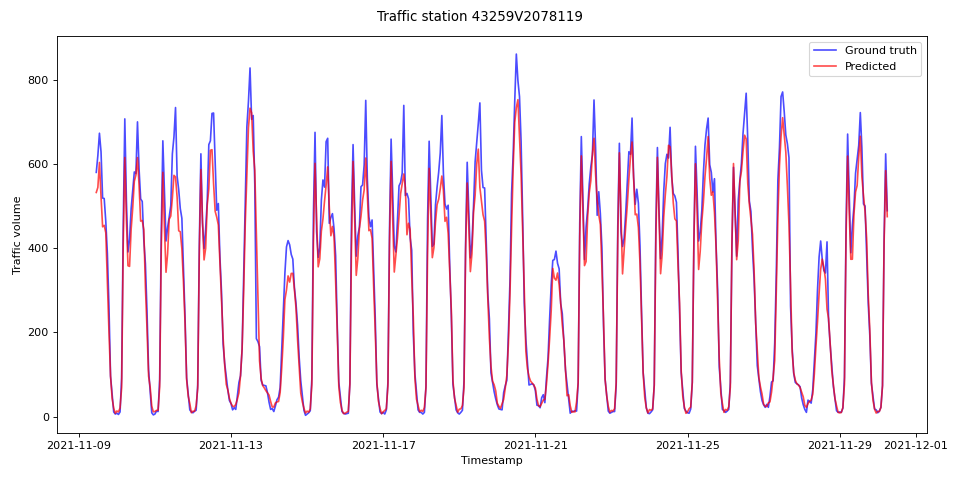 Traffic station 43259V2078119
Ground truth
Predicted
Traffic volume
800
600
400
200
0
2021-11-09
2021-11-13
2021-11-17
2021-11-21
2021-11-25
2021-11-29
2021-12-01
Timestamp